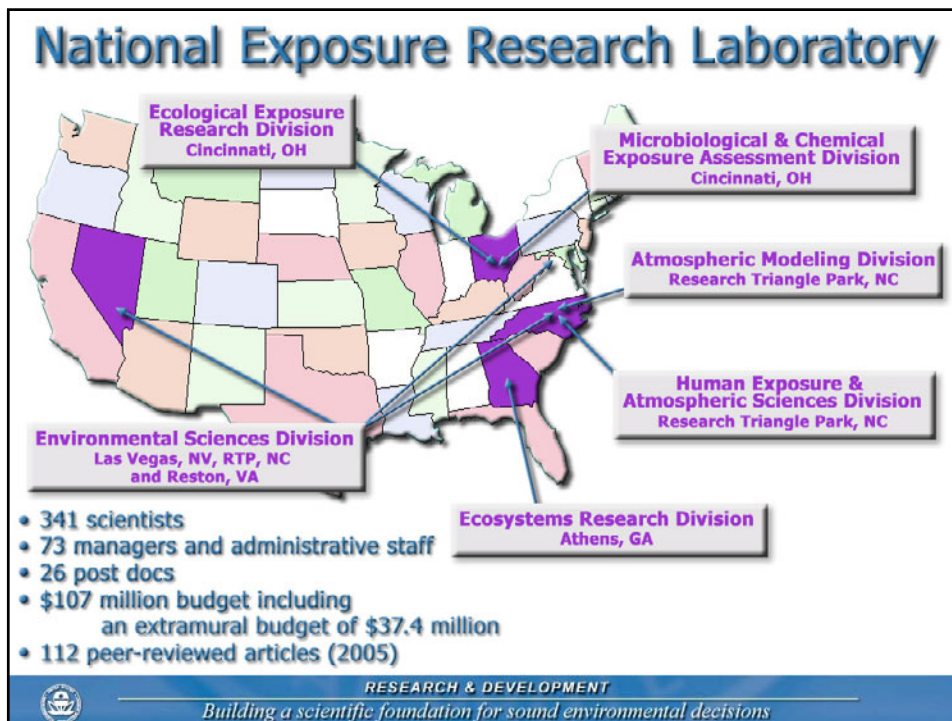 National Exposure Research Laboratory
Ecological Exposure
Research Division
Cincinnati, OH
Microbiological & Chemical
Exposure Assessment Division
Cincinnati, OH
Atmospheric Modeling Division
Research Triangle Park, NC
Human Exposure &
Atmospheric Sciences Division
Research Triangle Park, NC
Environmental Sciences Division
Las Vegas, NV, RTP, NC
and Reston, VA
Ecosystems Research Division
Athens, GA
• 341 scientists
• 73 managers and administrative staff
• 26 post docs
• $107 million budget including
an extramural budget of $37.4 million
• 112 peer-reviewed articles (2005)
RESEARCH & DEVELOPMENT
Building a scientific foundation for sound environmental decisions